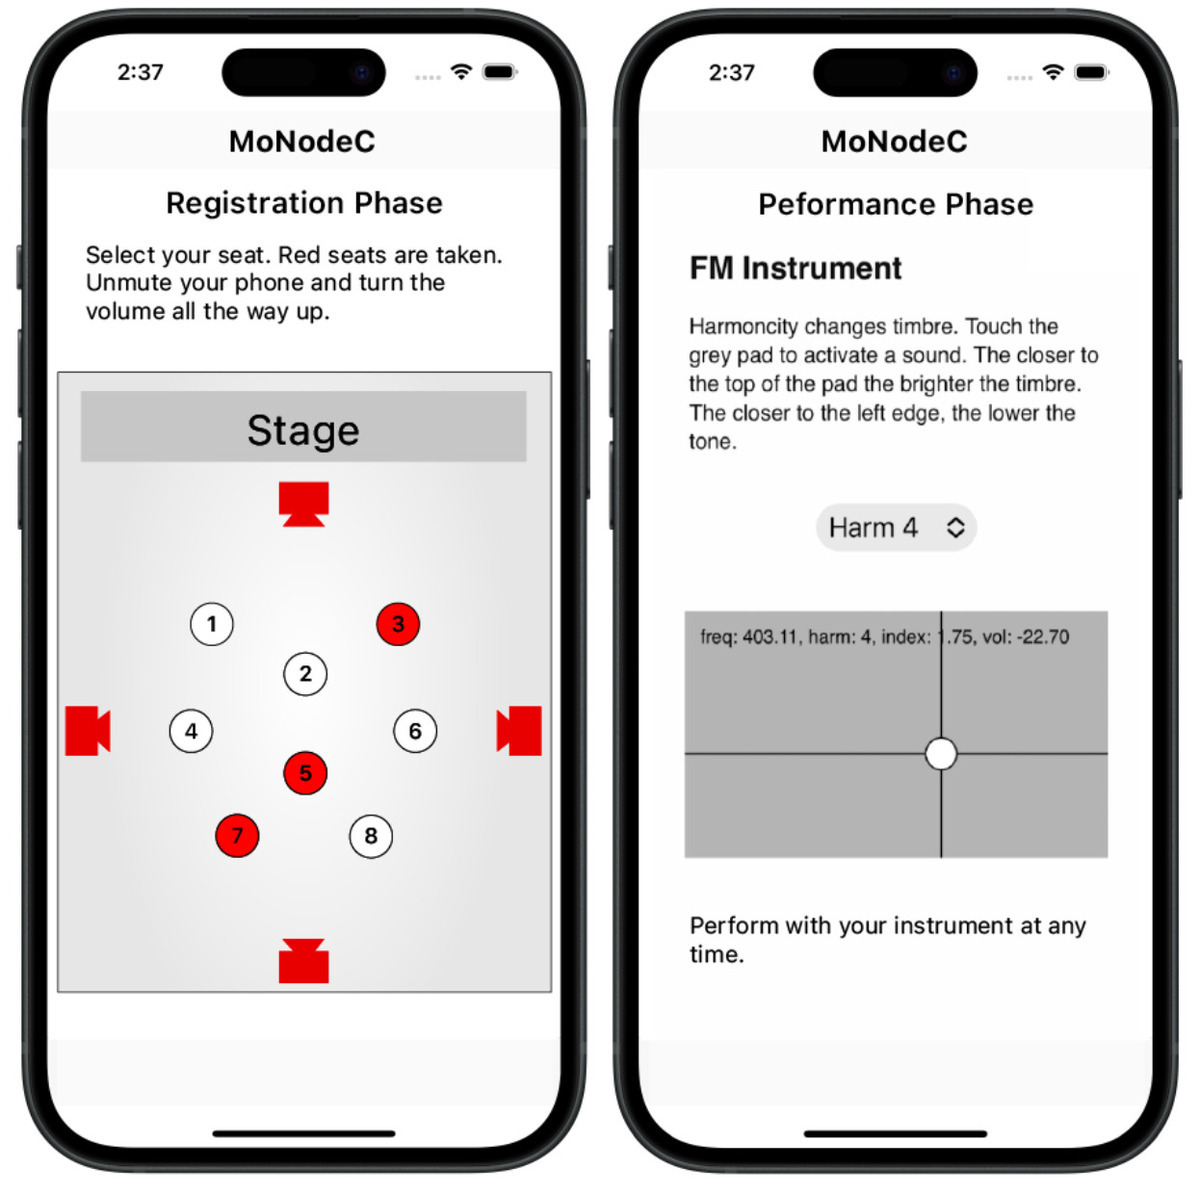 2:37
MoNodeC
Registration Phase
Select your seat. Red seats are taken.
Unmute your phone and turn the
volume all the way up.
Stage
1
3
2
4
6
5
7
8
2:37
MoNodeC
Peformance Phase
FM Instrument
Harmoncity changes timbre. Touch the
grey pad to activate a sound. The closer to
the top of the pad the brighter the timbre.
The closer to the left edge, the lower the
tone.
Harm 4
freq: 403.11, harm: 4, index: 1.75, vol: -22.70
Perform with your instrument at any
time.